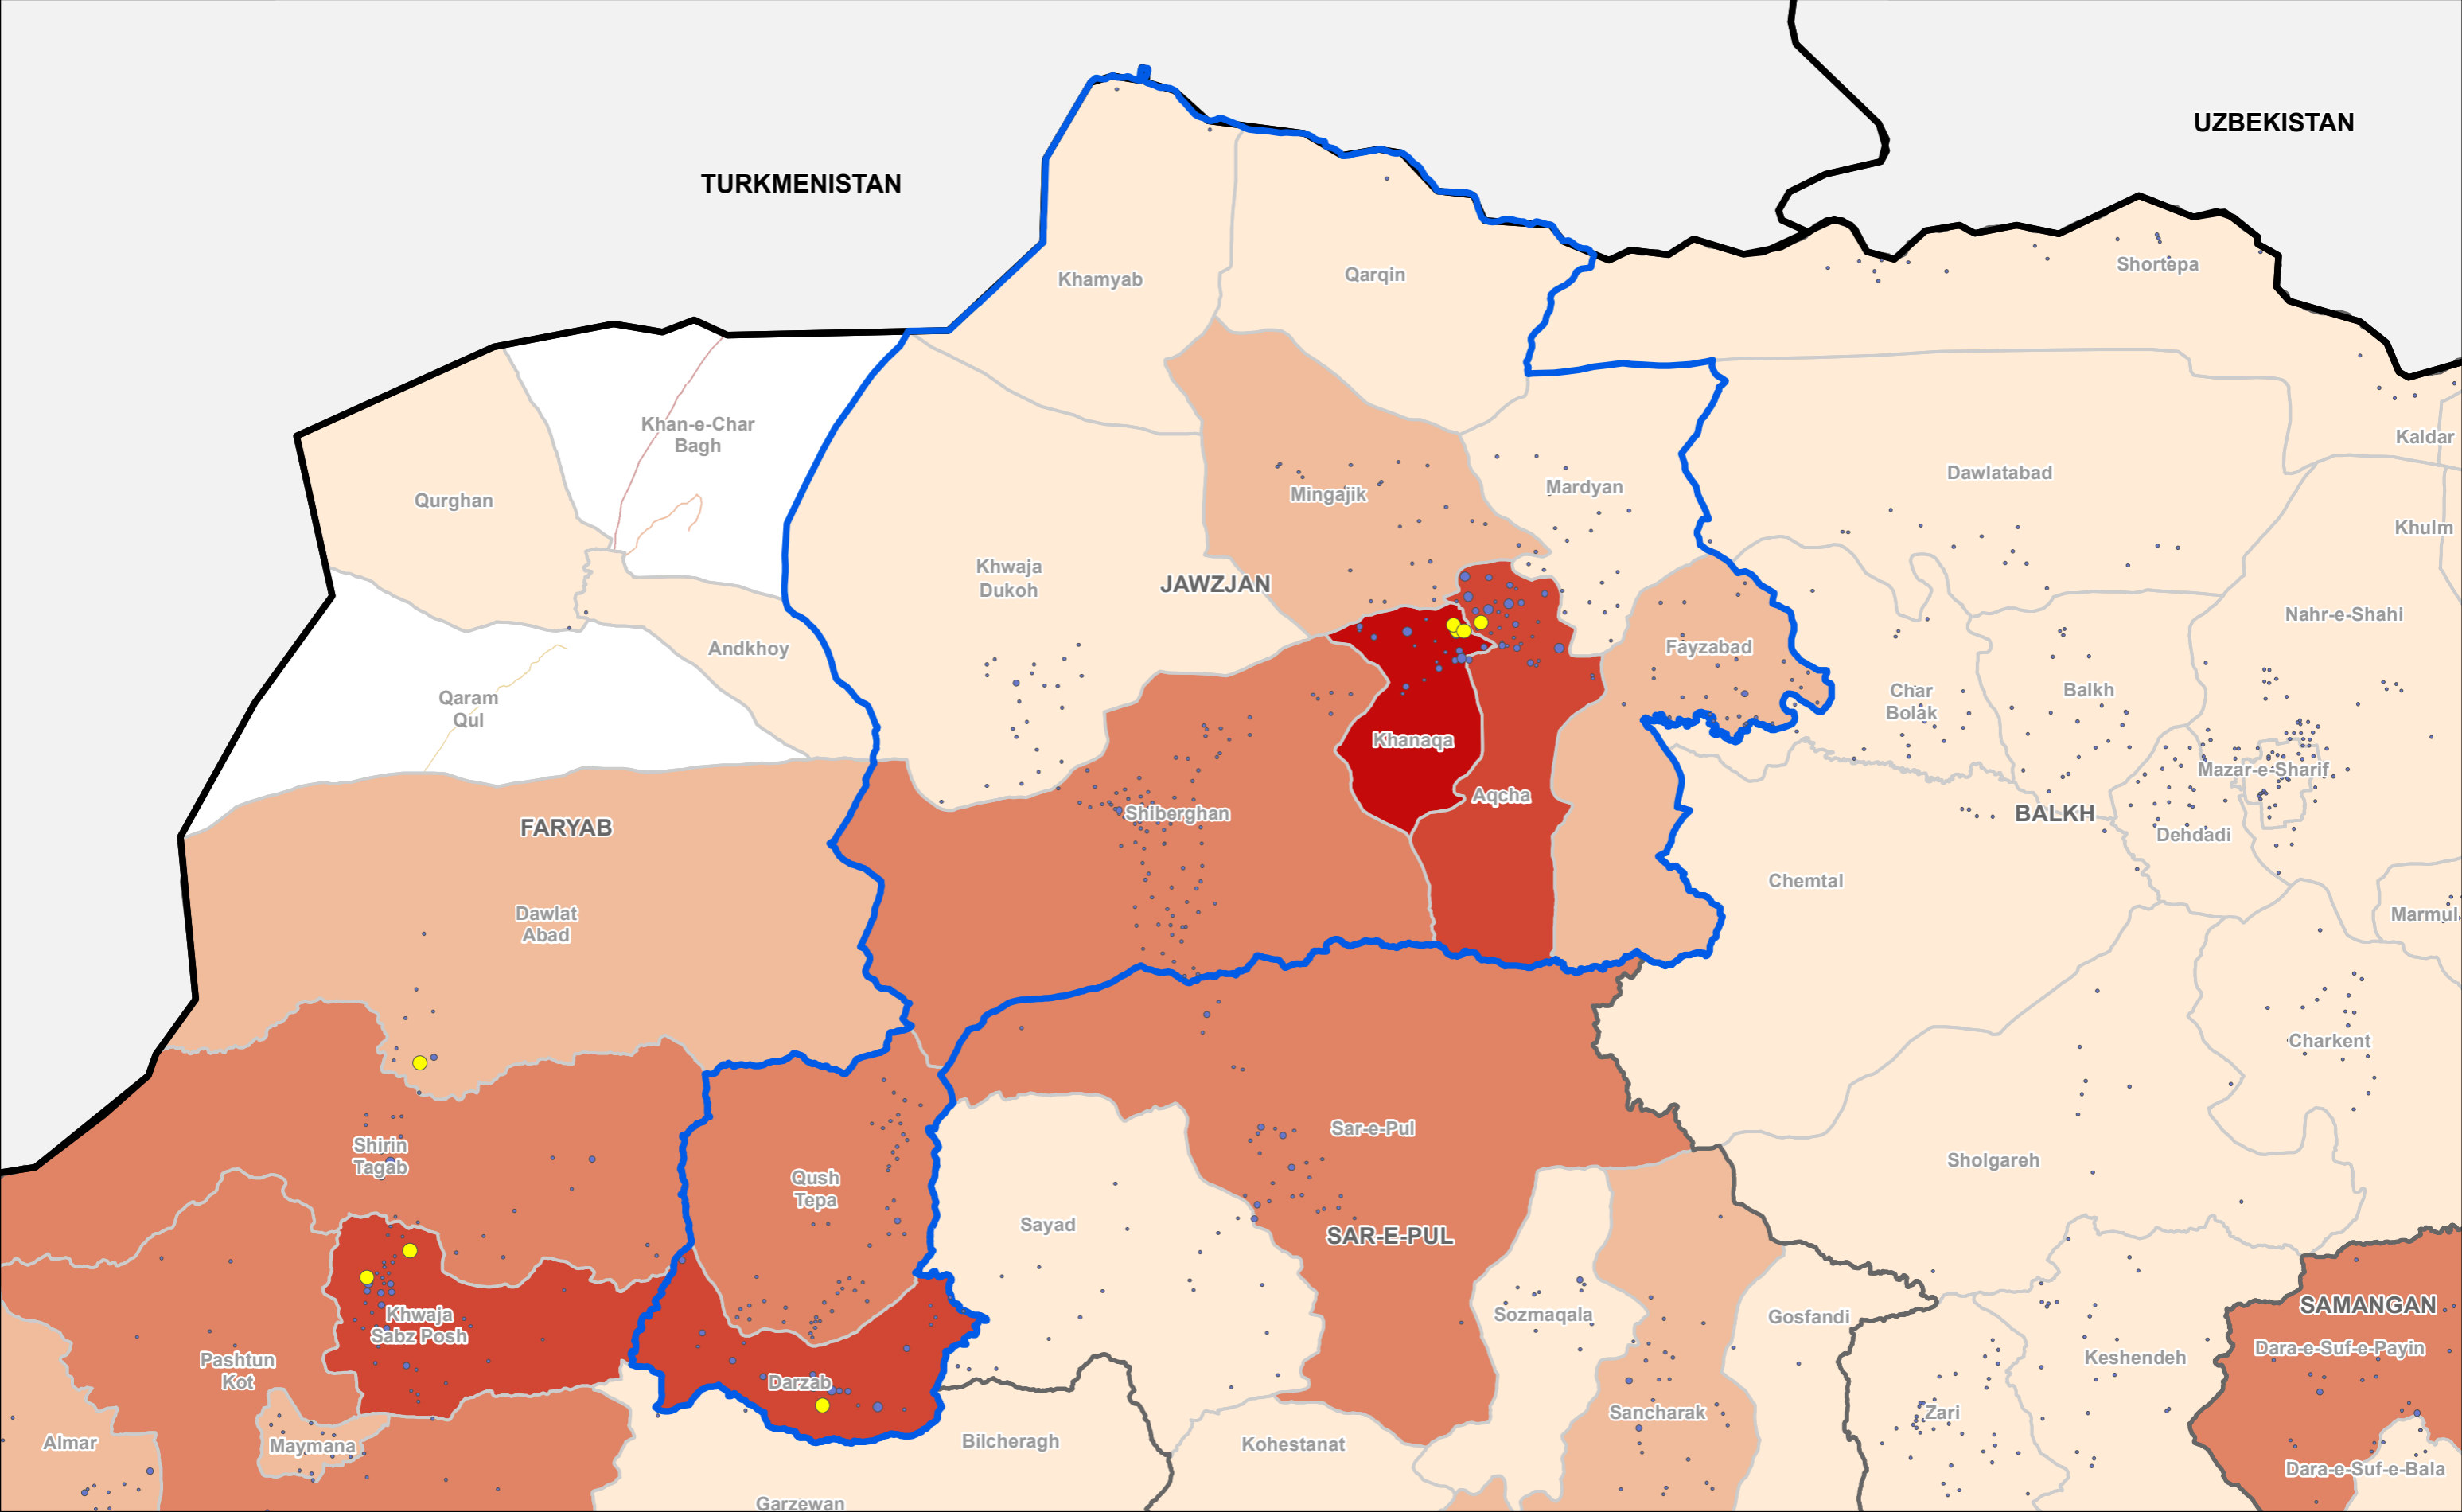 UZBEKISTAN
TURKMENISTAN
Shortepa
Qarqin
Khamyab
Khan-e-Char
Bagh
Kaldar
Dawlatabad
Mardyan
Mingajik
Qurghan
Khulm
Khwaja
Dukoh
JAWZJAN
Nahr-e-Shahi
Fayzabad
Andkhoy
Char
Bolak
Balkh
Qaram
Qul
Khanaqa
Mazar-e-Sharif
Aqcha
Shiberghan
BALKH
FARYAB
Dehdadi
Chemtal
Dawlat
Abad
Marmul
Charkent
Sar-e-Pul
Shirin
Tagab
Sholgareh
Qush
Tepa
Sayad
SAR-E-PUL
SAMANGAN
Khwaja
Sabz Posh
Sozmaqala
Gosfandi
Dara-e-Suf-e-Payin
Keshendeh
Pashtun
Kot
Darzab
Sancharak
Zari
Almar
Maymana
Bilcheragh
Kohestanat
Dara-e-Suf-e-Bala
Garzewan